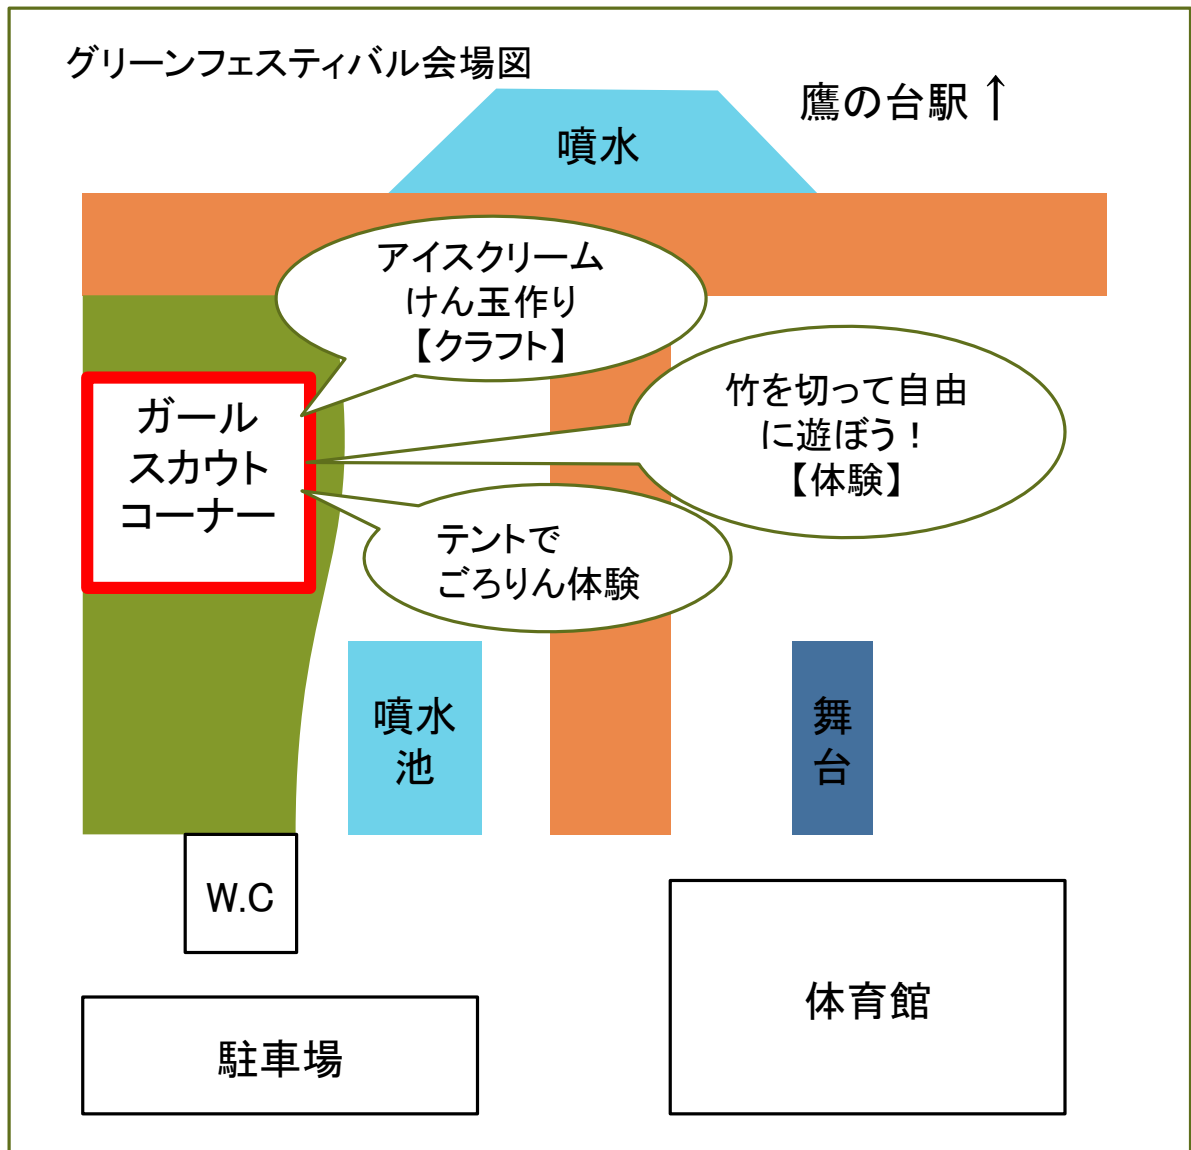 グリーンフェスティバル会場図
鷹の台駅↑
噴水
アイスクリーム
けん玉作り
【クラフト】
竹を切って自由
に遊ぼう！
【体験】
ガール
スカウト
コーナー
テントで
ごろりん体験
噴水
池
舞
台
W.C
体育館
駐車場